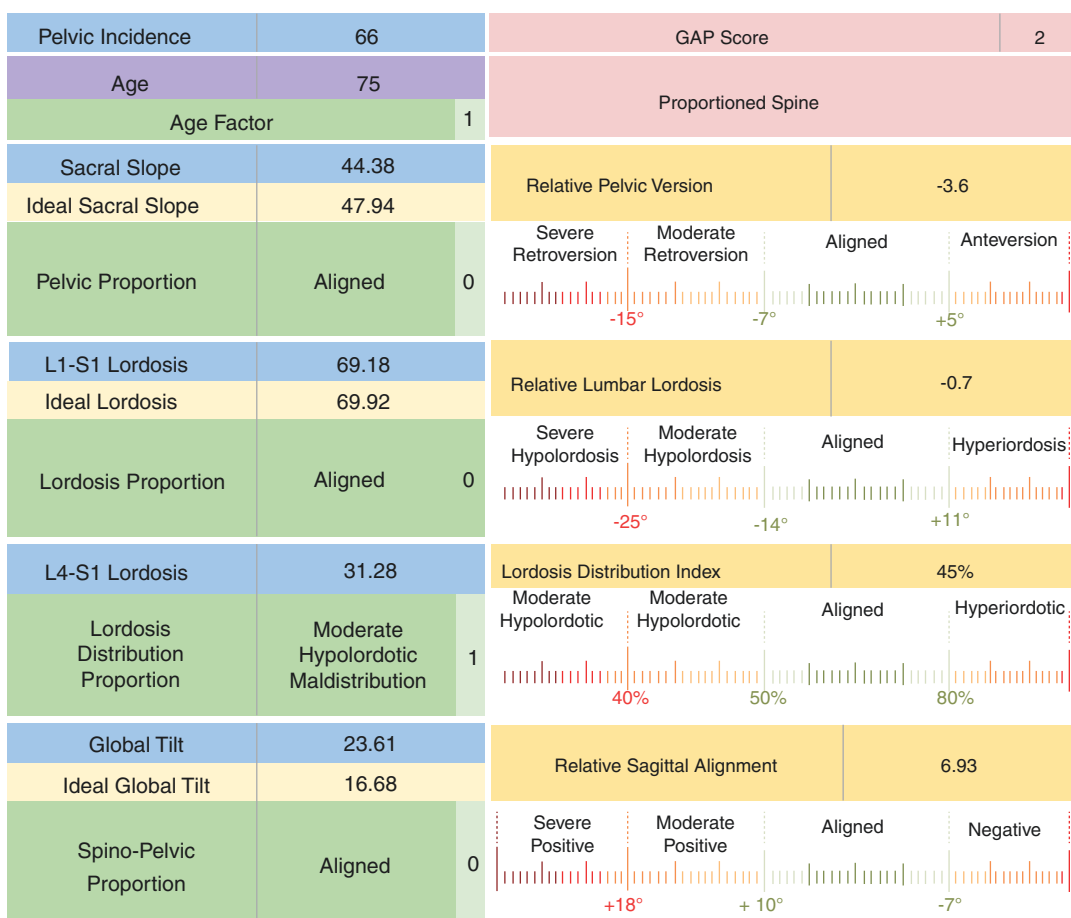 Pelvic Incidence 66
GAP Score 2
Age 75
Proportioned Spine
Age Factor 1
Sacral Slope 44.38
Ideal Sacral Slope 47.94
Relative Pelvic Version -3.6
Pelvic Proportion Aligned 0
Severe Retroversion
Moderate Retroversion
Aligned
Anteversion
-15° -7° +5°
L1-S1 Lordosis 69.18
Ideal Lordosis 69.92
Relative Lumbar Lordosis -0.7
Lordosis Proportion Aligned 0
Severe Hypolordosis
Moderate Hypolordosis
Aligned
Hyperiordosis
-25° -14° +11°
L4-S1 Lordosis 31.28
Lordosis Distribution Index 45%
Lordosis
Distribution
Proportion
Moderate
Hypolordotic
Maldistribution
1
Moderate Hypolordotic
Moderate Hypolordotic
Aligned
Hyperiordotic
40% 50% 80%
Global Tilt 23.61
Ideal Global Tilt 16.68
Relative Sagittal Alignment 6.93
Spino-Pelvic
Proportion
Aligned 0
Severe Positive
Moderate Positive
Aligned
Negative
+18° + 10° -7°